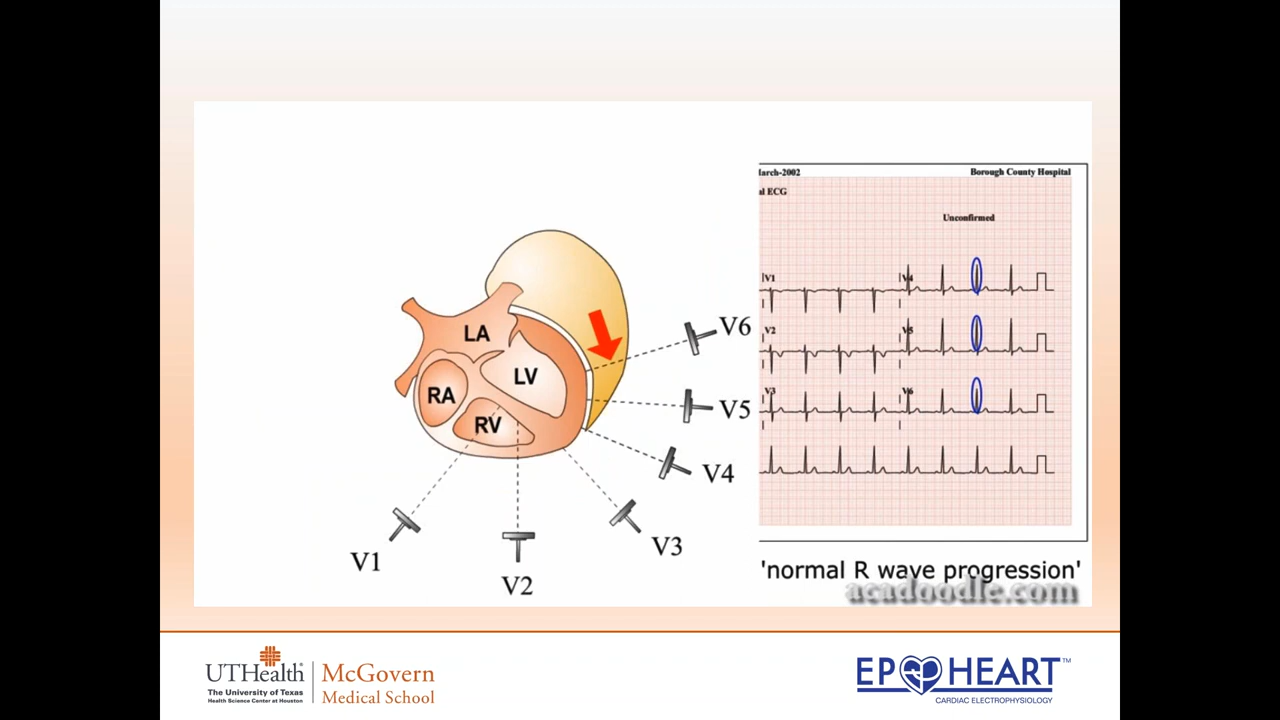 larch-2002
Borough County Hospital
al ECG
Unconfirmed
V1
V4
V2
V5
V3
V6
LA
LV
RA
RV
V6
V5
V4
V3
V1
V2
'normal R wave progression'
acadoodle.com
UTHealth
The University of Texas
Health Science Center at Houston
McGovern
Medical School
EP HEART™
CARDIAC ELECTROPHYSIOLOGY